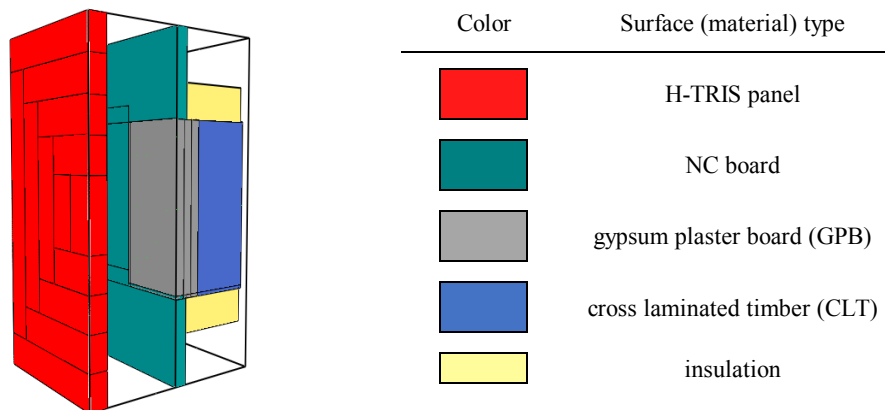 Color Surface (material) type
H-TRIS panel
NC board
gypsum plaster board (GPB)
cross laminated timber (CLT)
insulation